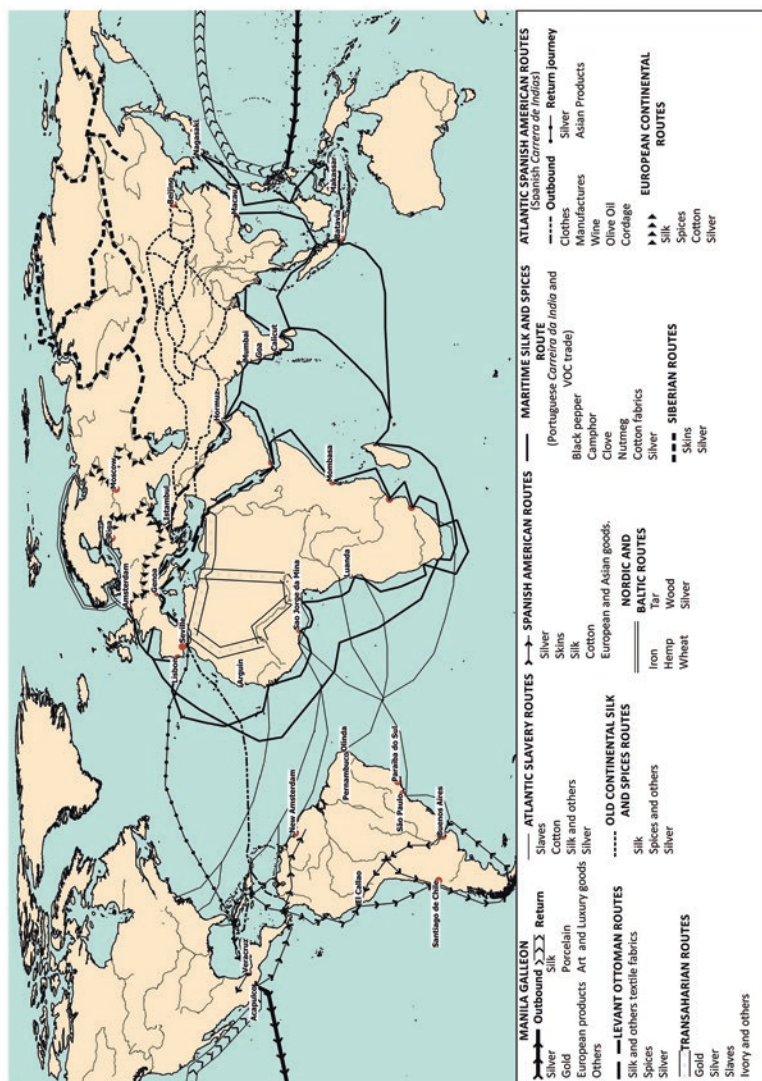 Moscow
Riga
Amsterdam
Genoa
Istambul
Lisbon
Seville
Beijing
Nagasaki
Macau
Hormuz
Mumbai
Goa
Calicut
Makassar
Batavia
Arguin
Sao Jorge da Mina
Mombasa
Luanda
Veracruz
Acapulco
New Amsterdam
Pernambuco
Olinda
El Callao
Paraiba do Sul
São Paulo
Santiago de Chile
Buenos Aires
MANILA GALLEON
Outbound
Return
Silver
Silk
Gold
Porcelain
European products
Art and Luxury goods
Others
LEVANT OTTOMAN ROUTES
Silk and others textile fabrics
Spices
Silver
TRANSAHARIAN ROUTES
Gold
Silver
Slaves
Ivory and others
ATLANTIC SLAVERY ROUTES
Slaves
Cotton
Silk and others
Silver
OLD CONTINENTAL SILK
AND SPICES ROUTES
Silk
Spices and others
Silver
SPANISH AMERICAN ROUTES
Silver
Skins
Silk
Cotton
European and Asian goods.
NORDIC AND
BALTIC ROUTES
Iron
Tar
Hemp
Wood
Wheat
Silver
MARITIME SILK AND SPICES
ROUTE
(Portuguese Carreira da India and
VOC trade)
Black pepper
Camphor
Clove
Nutmeg
Cotton fabrics
Silver
SIBERIAN ROUTES
Skins
Silver
ATLANTIC SPANISH AMERICAN ROUTES
(Spanish Carrera de Indias)
Outbound
Return journey
Clothes
Silver
Manufactures
Asian Products
Wine
Olive Oil
Cordage
EUROPEAN CONTINENTAL
ROUTES
Silk
Spices
Cotton
Silver